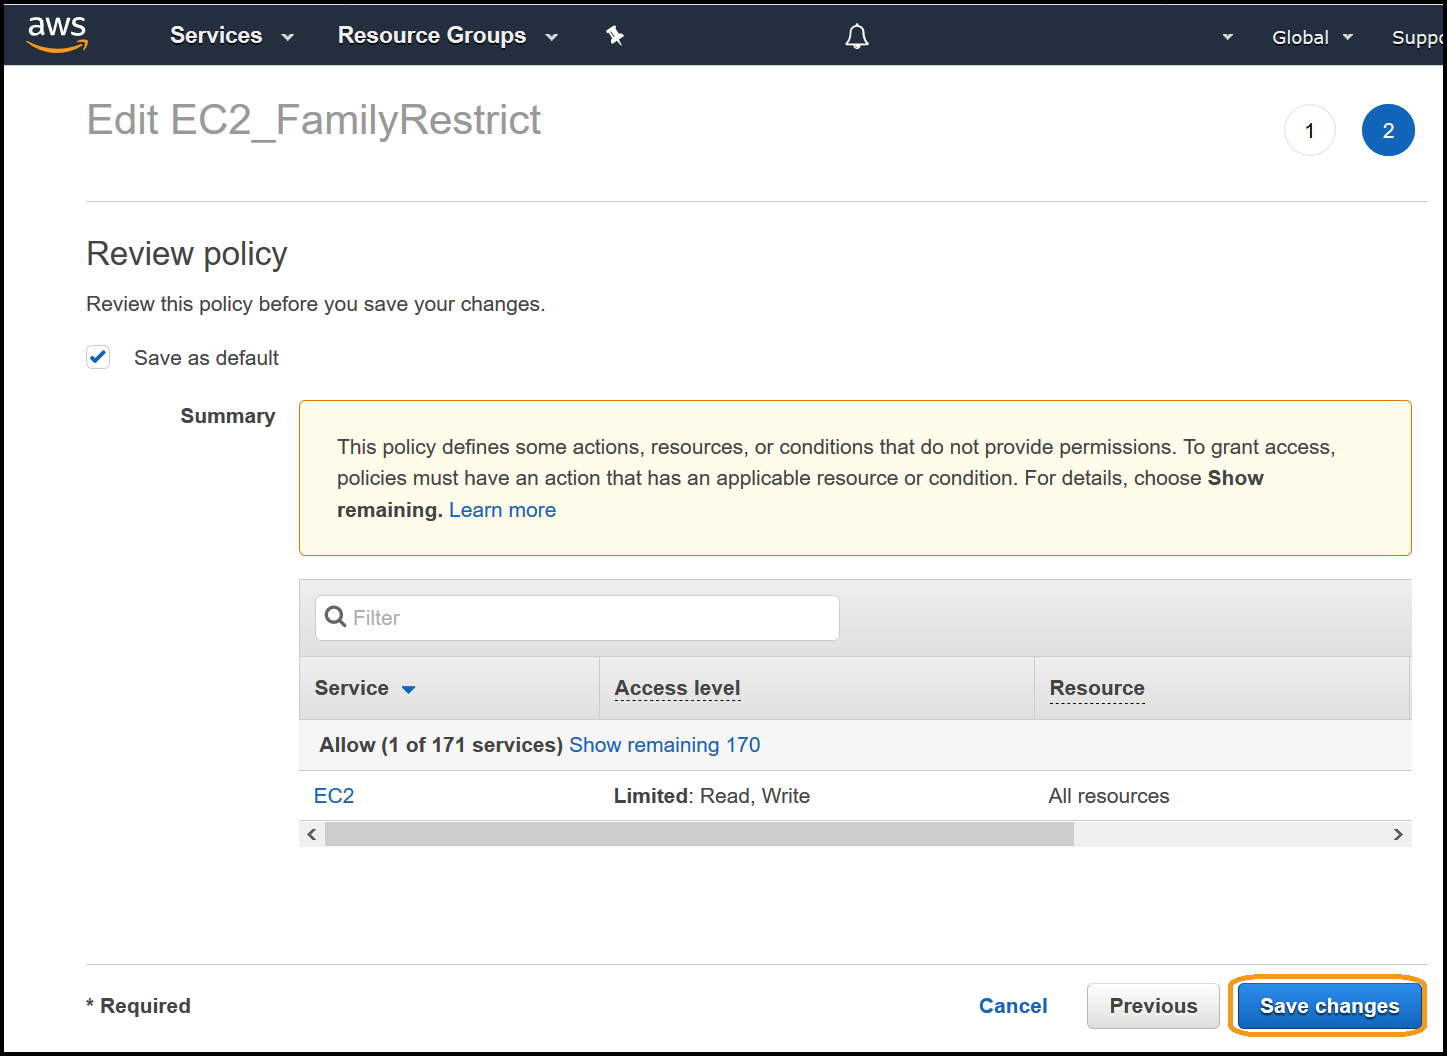 aws Services Resource Groups Global Suppo
Edit EC2_FamilyRestrict
1 2
Review policy
Review this policy before you save your changes.
Save as default
Summary
This policy defines some actions, resources, or conditions that do not provide permissions. To grant access,
policies must have an action that has an applicable resource or condition. For details, choose Show
remaining. Learn more
Filter
Service Access level Resource
Allow (1 of 171 services) Show remaining 170
EC2 Limited: Read, Write All resources
* Required Cancel Previous Save changes